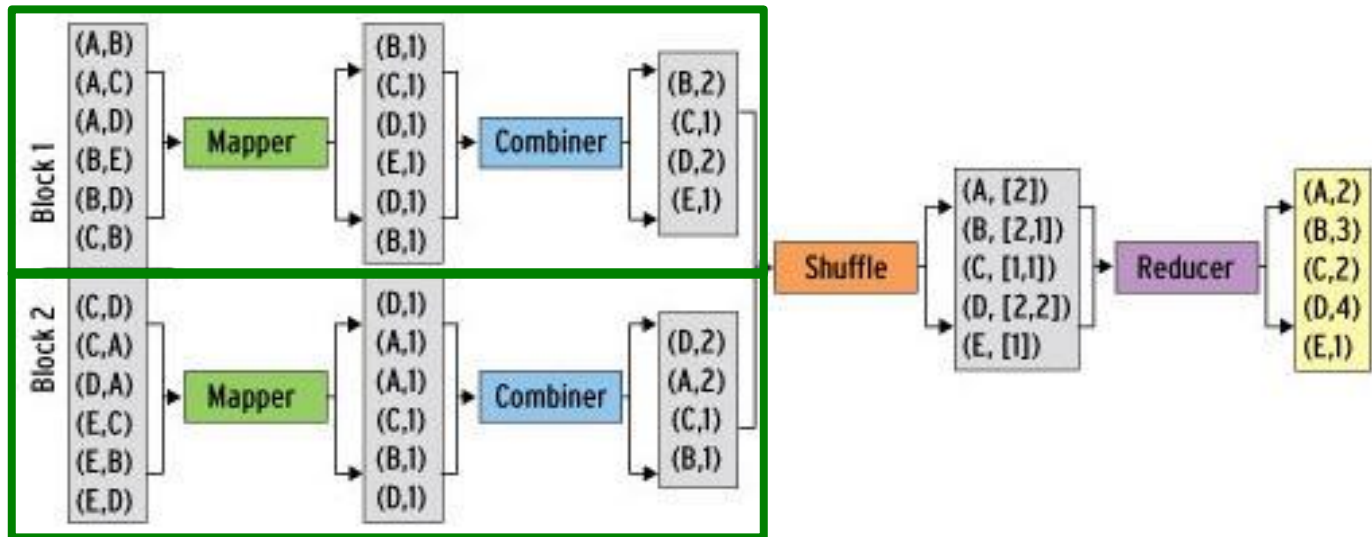 Block 1
(A,B)
(A,C)
(A,D)
(B,E)
(B,D)
(C,B)
Mapper
(B,1)
(C,1)
(D,1)
(E,1)
(D,1)
(B,1)
Combiner
(B,2)
(C,1)
(D,2)
(E,1)
Block 2
(C,D)
(C,A)
(D,A)
(E,C)
(E,B)
(E,D)
Mapper
(D,1)
(A,1)
(A,1)
(C,1)
(B,1)
(D,1)
Combiner
(D,2)
(A,2)
(C,1)
(B,1)
Shuffle
(A, [2])
(B, [2,1])
(C, [1,1])
(D, [2,2])
(E, [1])
Reducer
(A,2)
(B,3)
(C,2)
(D,4)
(E,1)